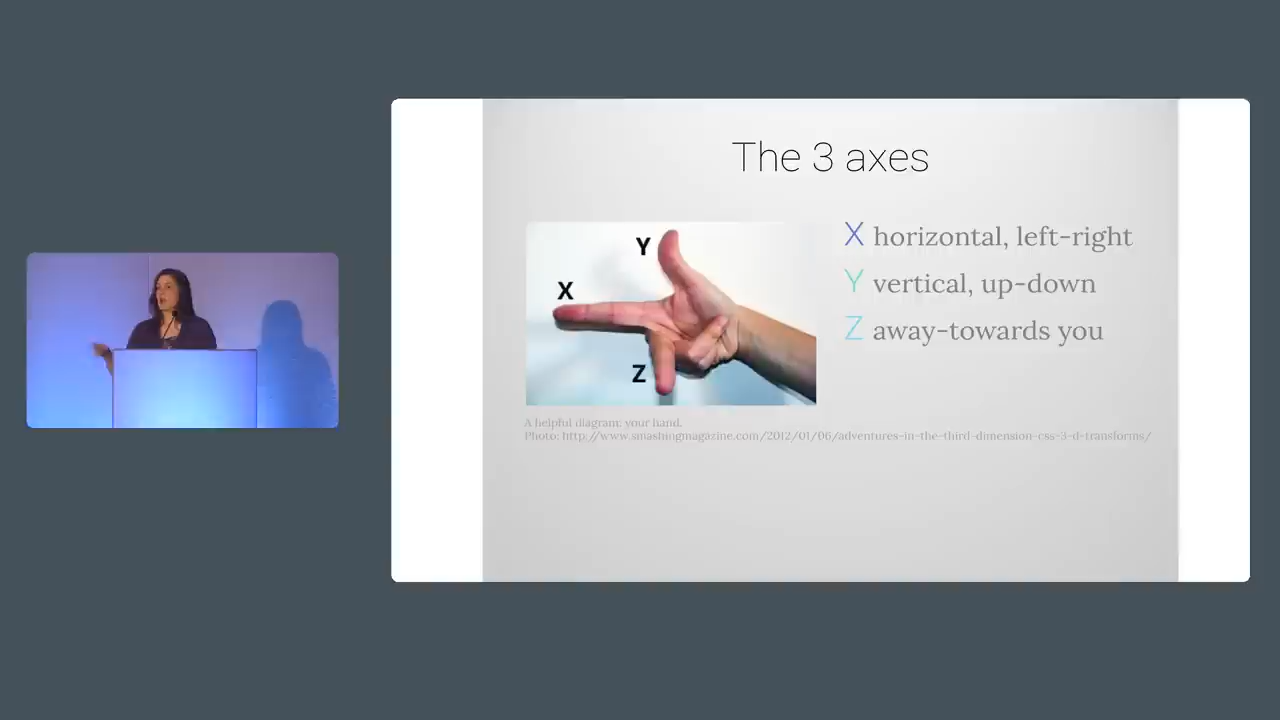 The 3 axes
Y
X
Z
X horizontal, left-right
Y vertical, up-down
Z away-towards you
A helpful diagram: your hand.
Photo: http://www.smashingmagazine.com/2012/01/06/adventures-in-the-third-dimension-css-3-d-transforms/